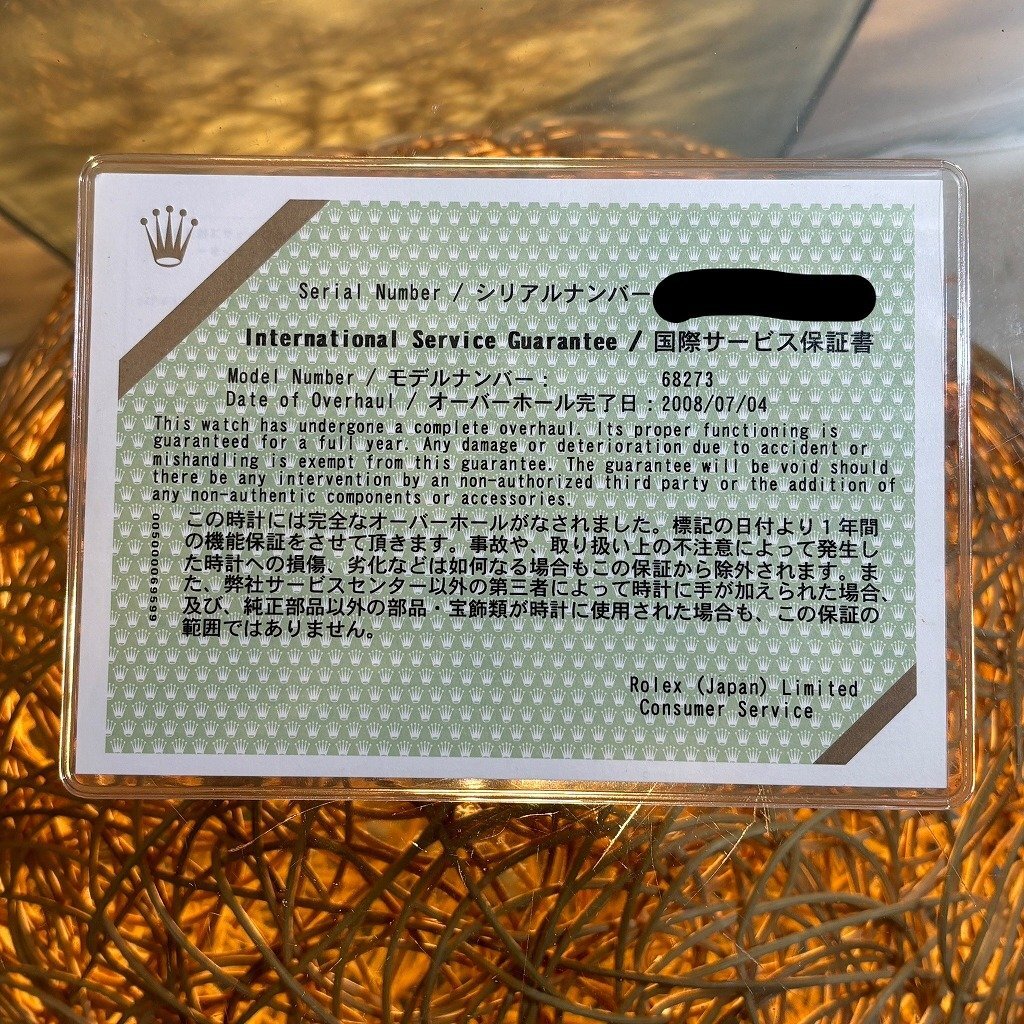 Serial Number / シリアルナンバー
International Service Guarantee / 国際サービス保証書
Model Number / モデルナンバー : 68273
Date of Overhaul / オーバーホール完了日 : 2008/07/04
This watch has undergone a complete overhaul. Its proper functioning is
guaranteed for a full year. Any damage or deterioration due to accident or
mishandling is exempt from this guarantee. The guarantee will be void should
there be any intervention by an non-authorized third party or the addition of
any non-authentic components or accessories.
この時計には完全なオーバーホールがなされました。標記の日付より1年間
の機能保証をさせて頂きます。事故や、取り扱い上の不注意によって発生し
た時計への損傷、劣化などは如何なる場合もこの保証から除外されます。ま
た、弊社サービスセンター以外の第三者によって時計に手が加えられた場合、
及び、純正部品以外の部品・宝飾類が時計に使用された場合も、この保証の
範囲ではありません。
Rolex (Japan) Limited
Consumer Service